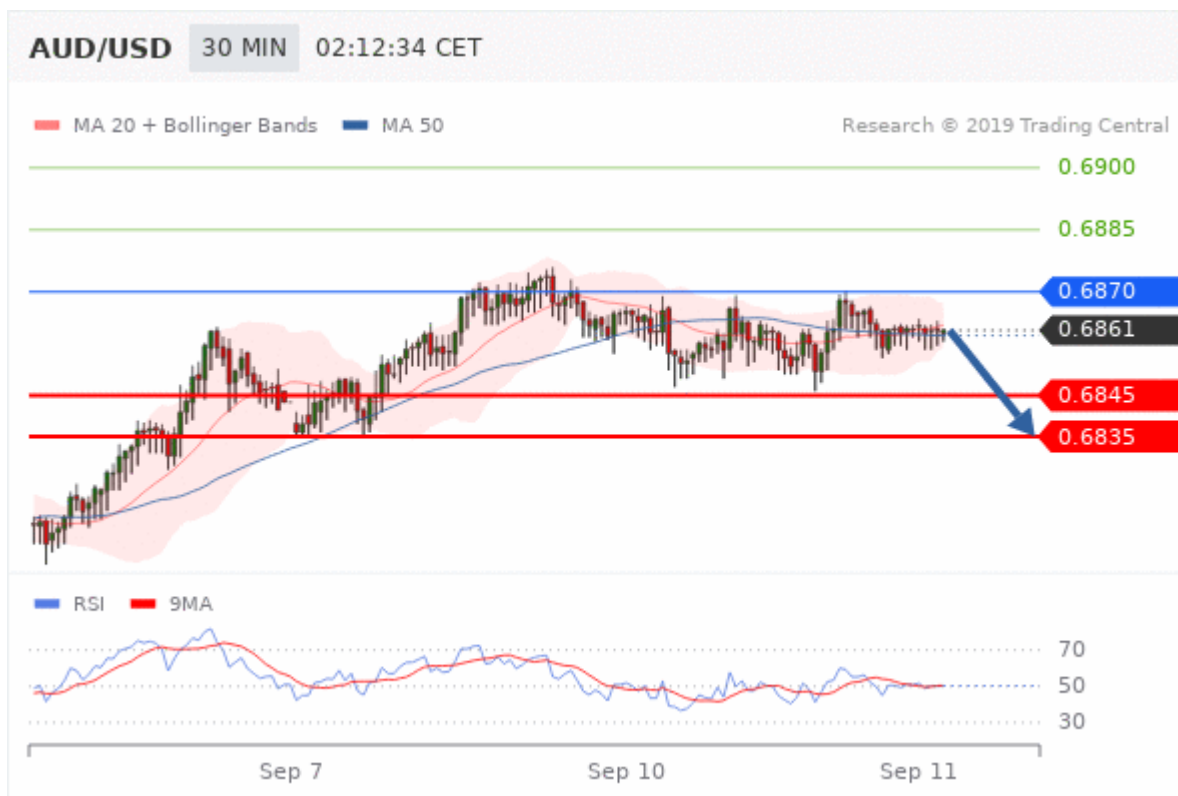 AUD/USD 30 MIN 02:12:34 CET
MA 20 + Bollinger Bands MA 50 Research © 2019 Trading Central
0.6900
0.6885
0.6870
0.6861
0.6845
0.6835
RSI 9MA
70
50
30
Sep 7 Sep 10 Sep 11